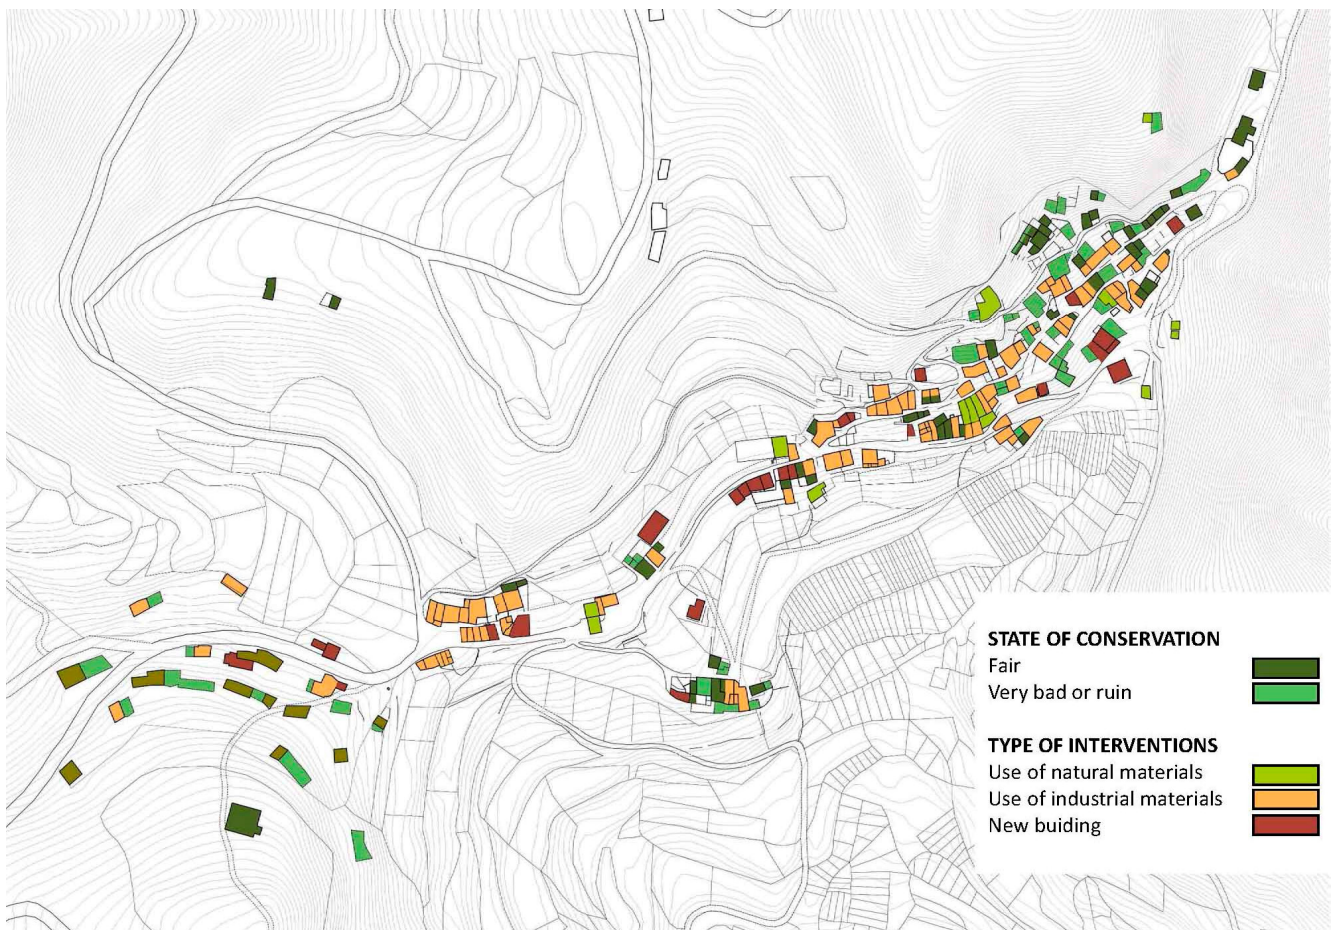 STATE OF CONSERVATION
Fair
Very bad or ruin
TYPE OF INTERVENTIONS
Use of natural materials
Use of industrial materials
New buiding